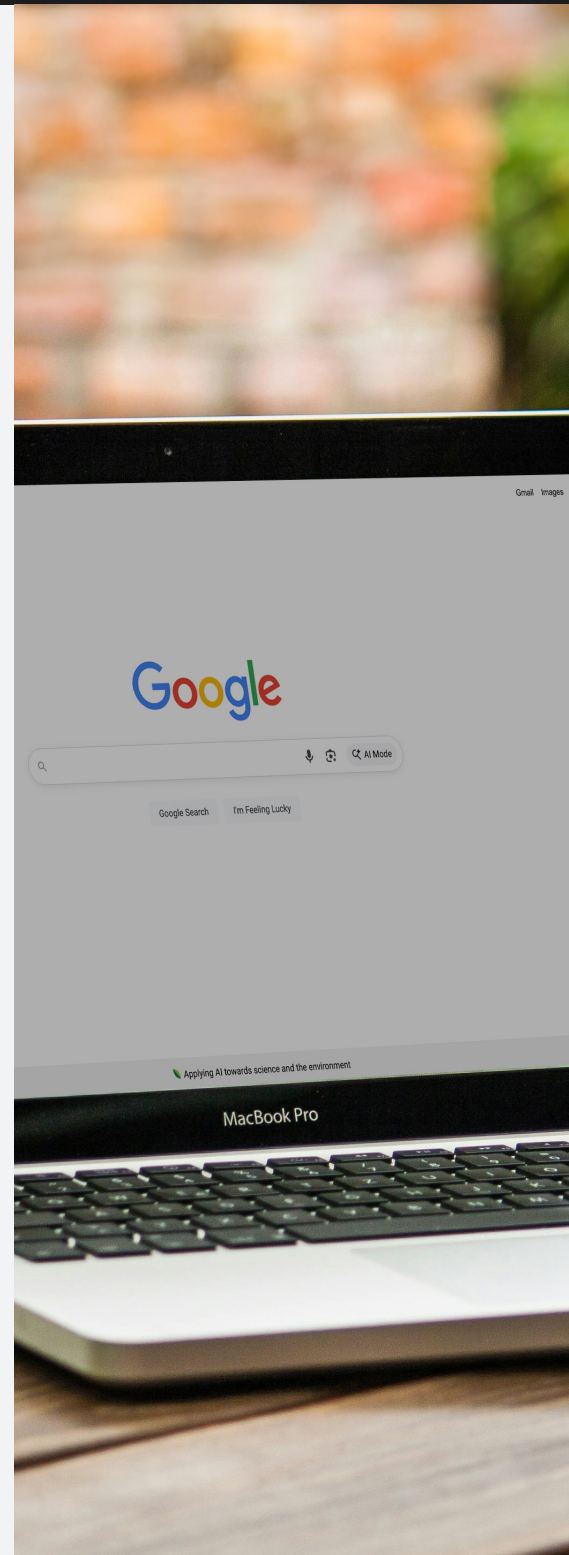 Gmail Images
Google
AI Mode
Google Search I'm Feeling Lucky
Applying AI towards science and the environment
MacBook Pro